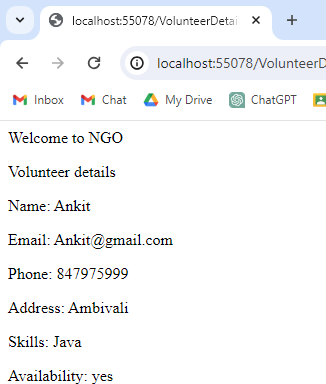 localhost:55078/VolunteerDetai
localhost:55078/VolunteerD
Inbox Chat My Drive ChatGPT
Welcome to NGO
Volunteer details
Name: Ankit
Email: Ankit@gmail.com
Phone: 847975999
Address: Ambivali
Skills: Java
Availability: yes